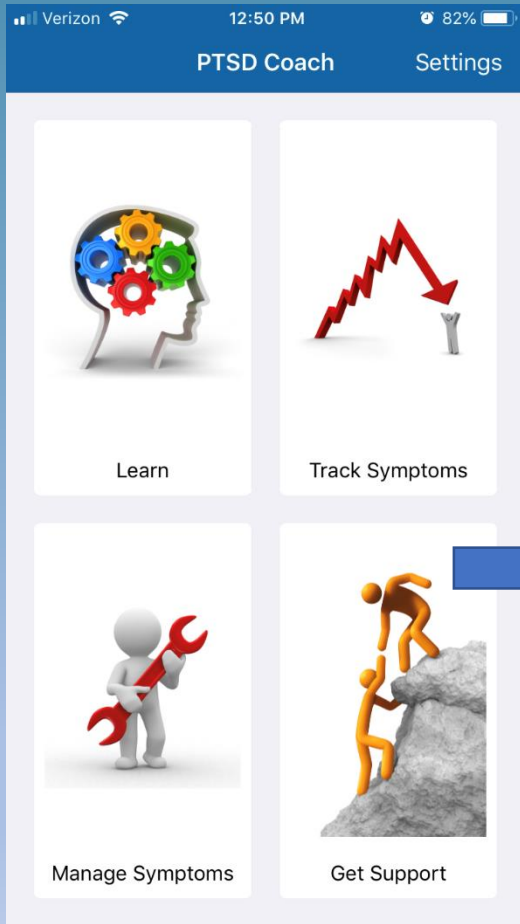 Verizon 12:50 PM 82%
PTSD Coach Settings
Learn Track Symptoms
Manage Symptoms Get Support